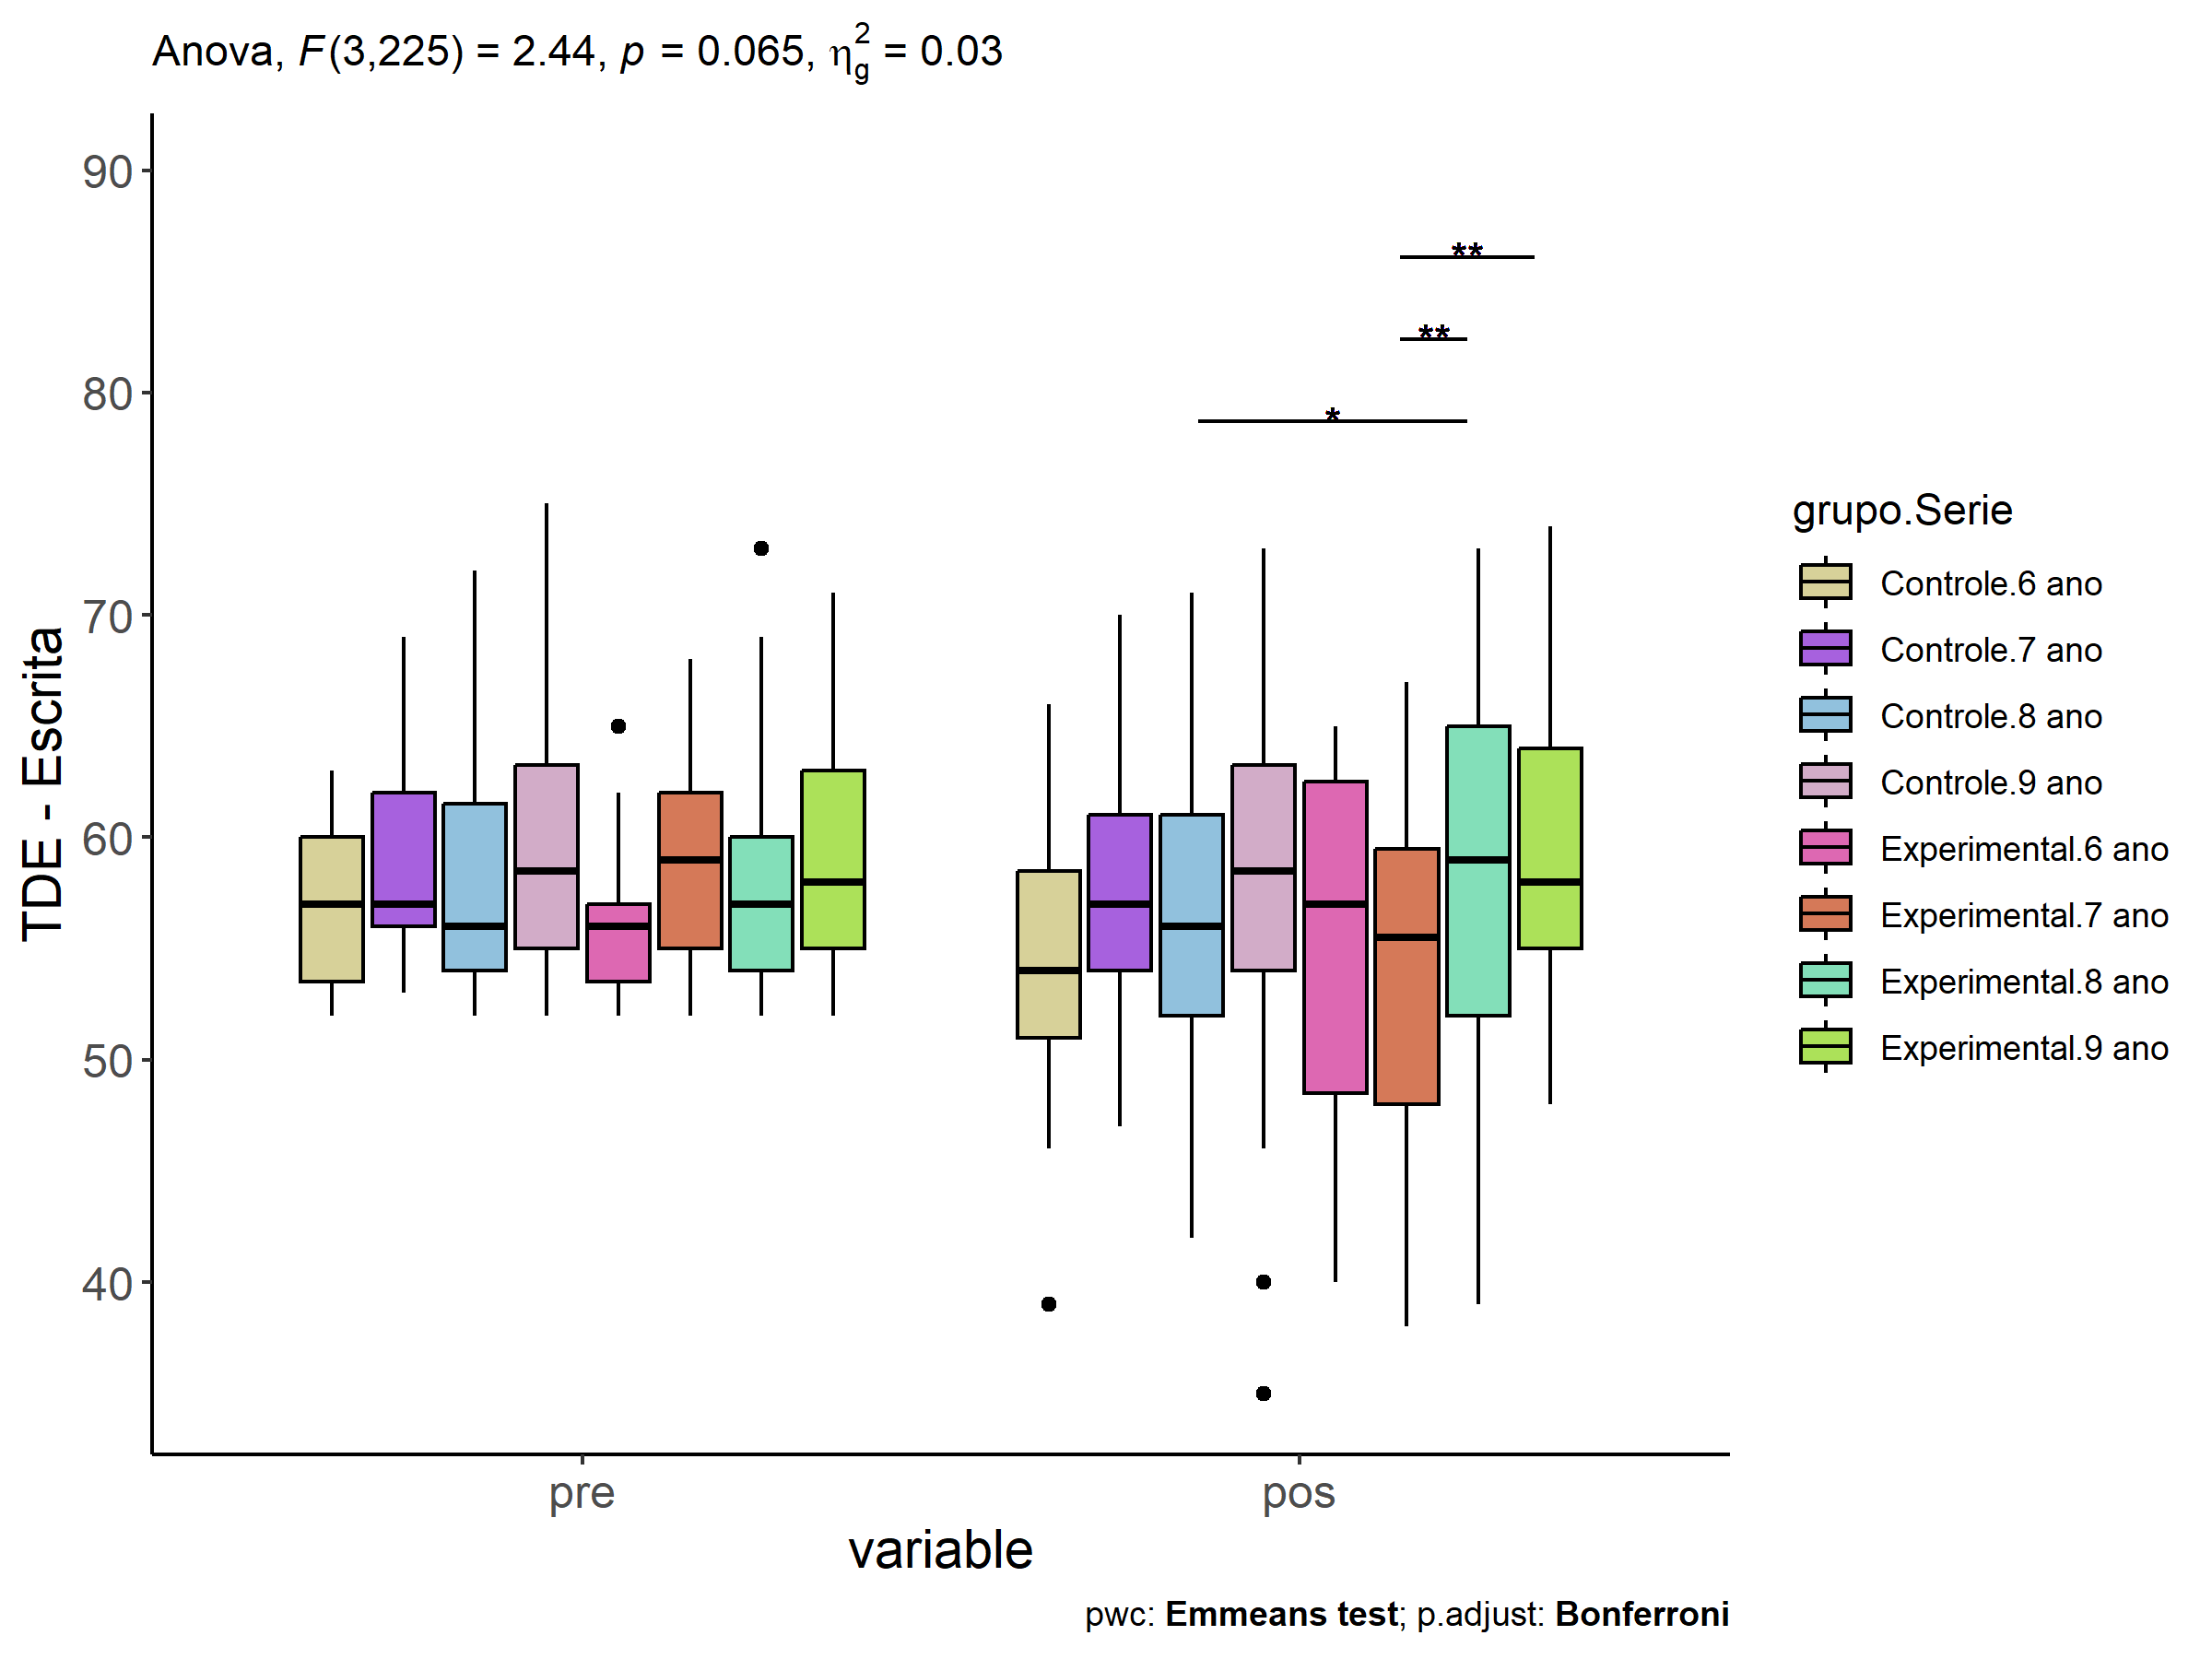 Anova, F(3,225) = 2.44, p = 0.065, η²g = 0.03
90
80
70
60
50
40
TDE - Escrita
**
**
*
pre
pos
variable
grupo.Serie
Controle.6 ano
Controle.7 ano
Controle.8 ano
Controle.9 ano
Experimental.6 ano
Experimental.7 ano
Experimental.8 ano
Experimental.9 ano
pwc: Emmeans test; p.adjust: Bonferroni